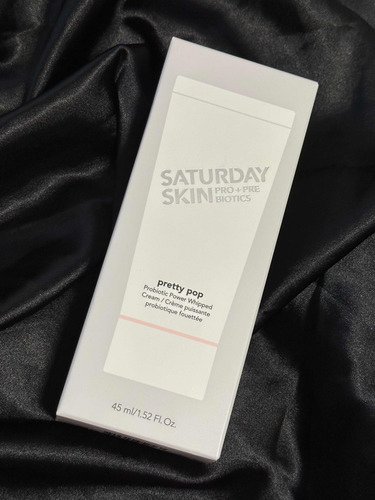 SATURDAY
SKIN PRO+PRE
BIOTICS
pretty pop
Probiotic Power Whipped
Cream / Crème puissante
probiotique fouettée
45 ml/1.52 Fl. Oz.